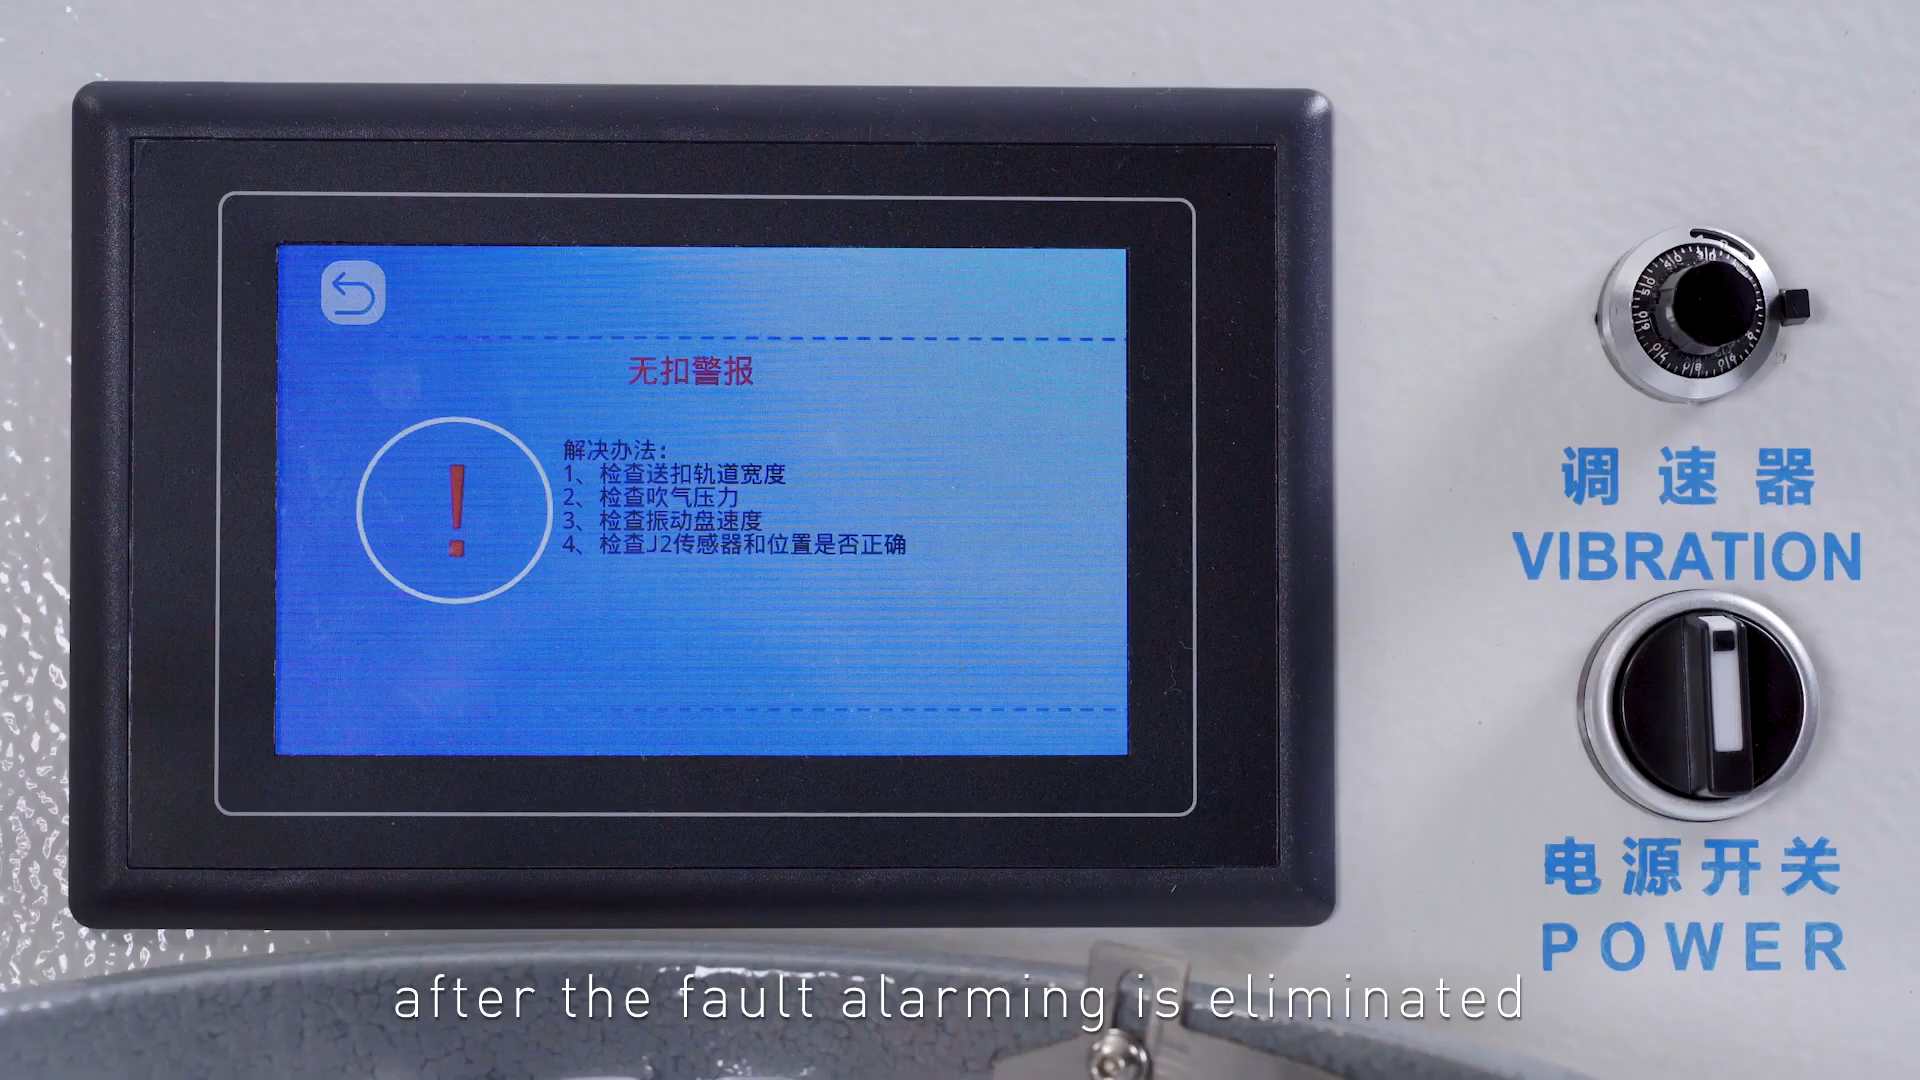 无扣警报
解决办法：
1、检查送扣轨道宽度
2、检查吹气压力
3、检查振动盘速度
4、检查J2传感器和位置是否正确
调速器
VIBRATION
电源开关
POWER
after the fault alarming is eliminated